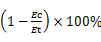 (1 − Ec/Et) × 100%